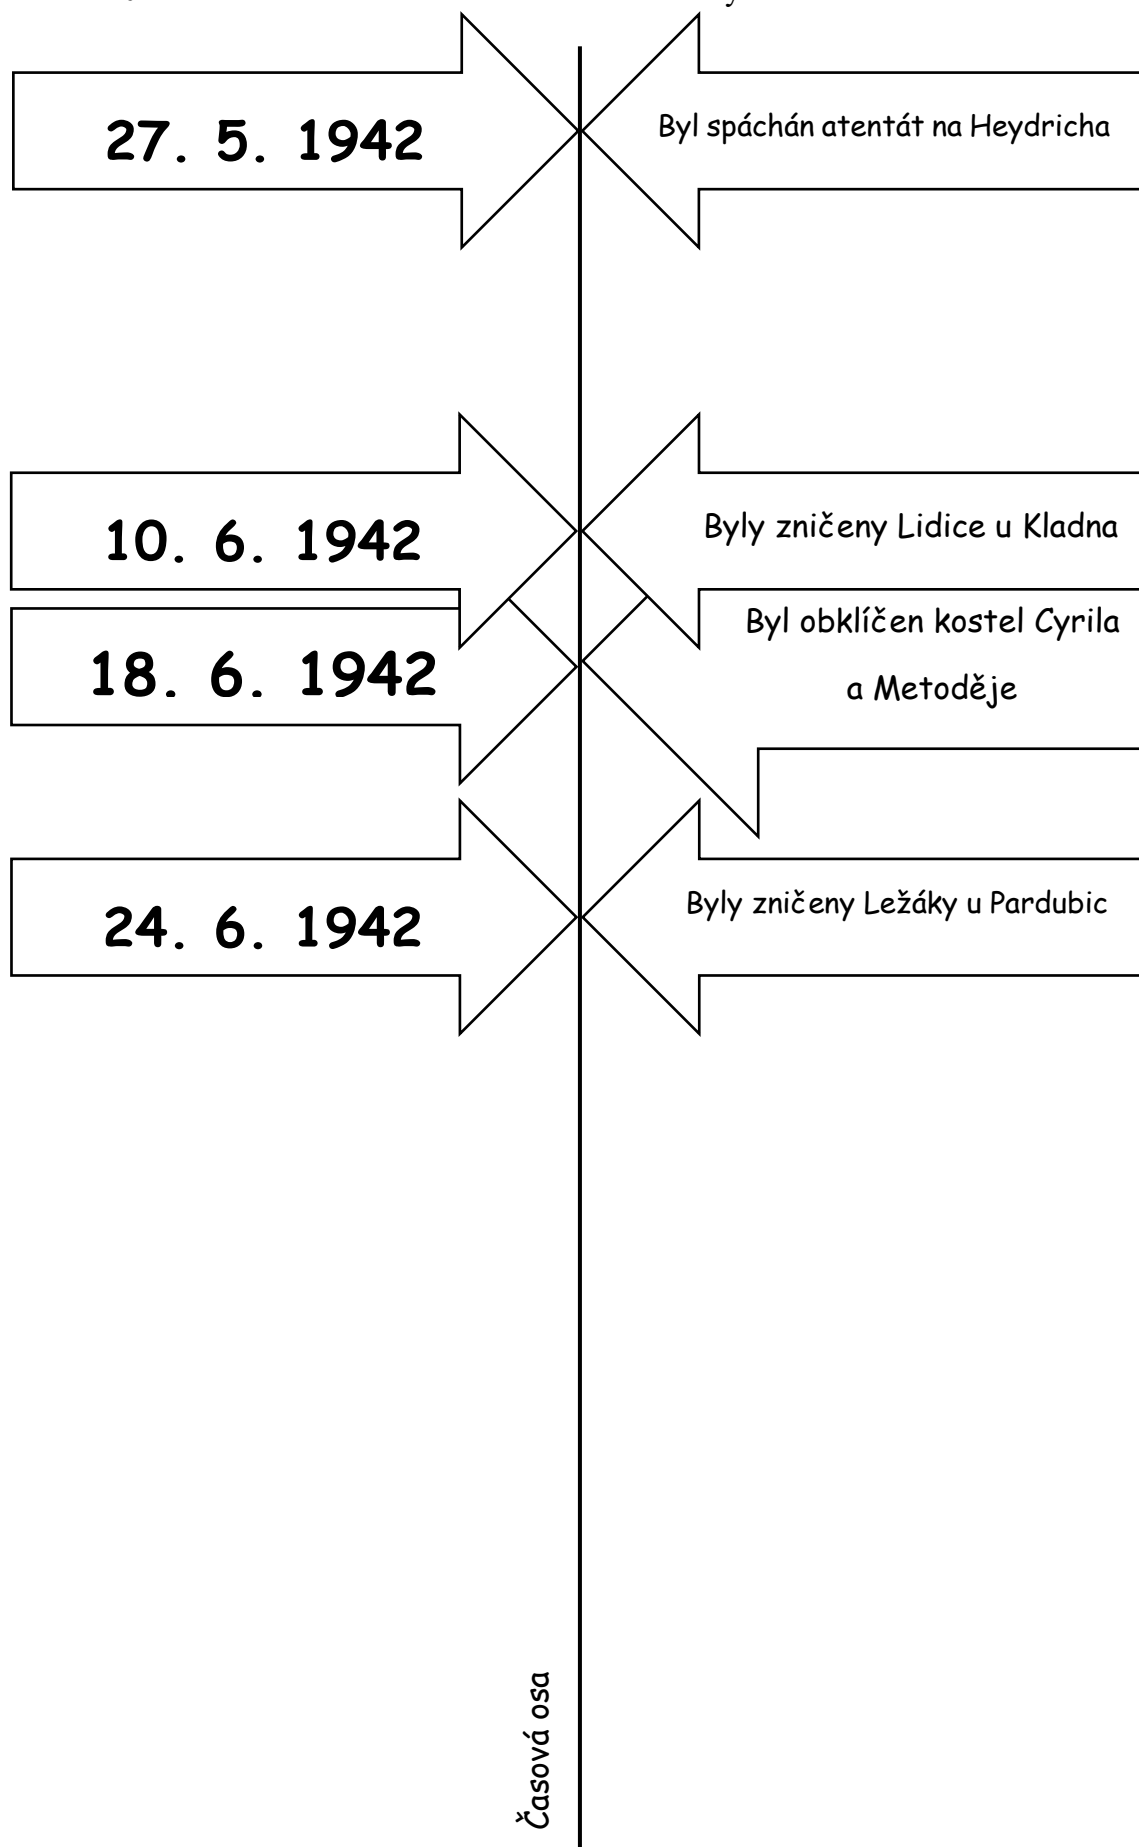 27. 5. 1942
Byl spáchán atentát na Heydricha
10. 6. 1942
Byly zničeny Lidice u Kladna
18. 6. 1942
Byl obklíčen kostel Cyrila
a Metoděje
24. 6. 1942
Byly zničeny Ležáky u Pardubic
Časová osa